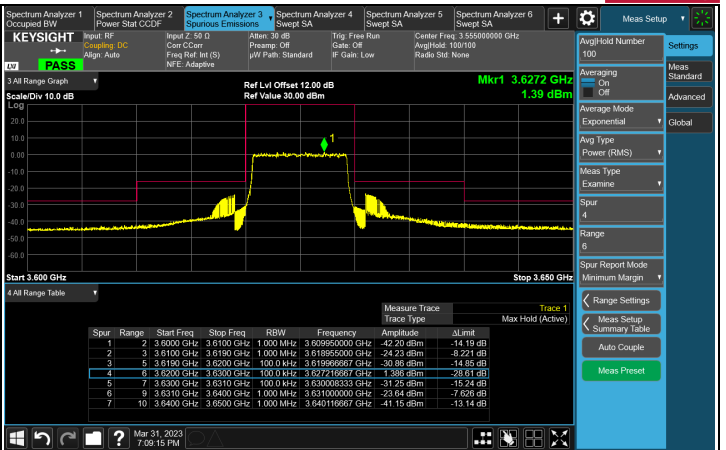 Spectrum Analyzer 1
Occupied BW
Spectrum Analyzer 2
Power Stat CCDF
Spectrum Analyzer 3
Spurious Emissions
Spectrum Analyzer 4
Swept SA
Spectrum Analyzer 5
Swept SA
Spectrum Analyzer 6
Swept SA
+
Meas Setup
KEYSIGHT
LXI
PASS
Input: RF
Coupling: DC
Align: Auto
Input Z: 50 Ω
Corr CCorr
Freq Ref: Int (S)
NFE: Adaptive
Atten: 30 dB
Preamp: Off
µW Path: Standard
Trig: Free Run
Gate: Off
IF Gain: Low
Center Freq: 3.555000000 GHz
Avg|Hold: 100/100
Radio Std: None
3 All Range Graph
Scale/Div 10.0 dB
Ref Lvl Offset 12.00 dB
Ref Value 30.00 dBm
Mkr1 3.6272 GHz
1.39 dBm
Log
20.0
10.0
0.00
-10.0
-20.0
-30.0
-40.0
-50.0
-60.0
1
Start 3.600 GHz
Stop 3.650 GHz
4 All Range Table
Measure Trace Trace 1
Trace Type Max Hold (Active)
Spur Range Start Freq Stop Freq RBW Frequency Amplitude ΔLimit
1 2 3.6000 GHz 3.6100 GHz 1.000 MHz 3.609950000 GHz -42.20 dBm -14.19 dB
2 3 3.6100 GHz 3.6190 GHz 1.000 MHz 3.618955000 GHz -24.23 dBm -8.221 dB
3 5 3.6190 GHz 3.6200 GHz 100.0 kHz 3.619966667 GHz -30.86 dBm -14.85 dB
4 6 3.6200 GHz 3.6300 GHz 100.0 kHz 3.627216667 GHz 1.386 dBm -28.61 dB
5 7 3.6300 GHz 3.6310 GHz 100.0 kHz 3.630008333 GHz -31.25 dBm -15.24 dB
6 9 3.6310 GHz 3.6400 GHz 1.000 MHz 3.631000000 GHz -23.64 dBm -7.626 dB
7 10 3.6400 GHz 3.6500 GHz 1.000 MHz 3.640116667 GHz -41.15 dBm -13.14 dB
Avg|Hold Number
100
Averaging
On
Off
Average Mode
Exponential
Avg Type
Power (RMS)
Meas Type
Examine
Spur
4
Range
6
Spur Report Mode
Minimum Margin
Range Settings
Meas Setup
Summary Table
Auto Couple
Meas Preset
Settings
Meas
Standard
Advanced
Global
?
Mar 31, 2023
7:09:15 PM